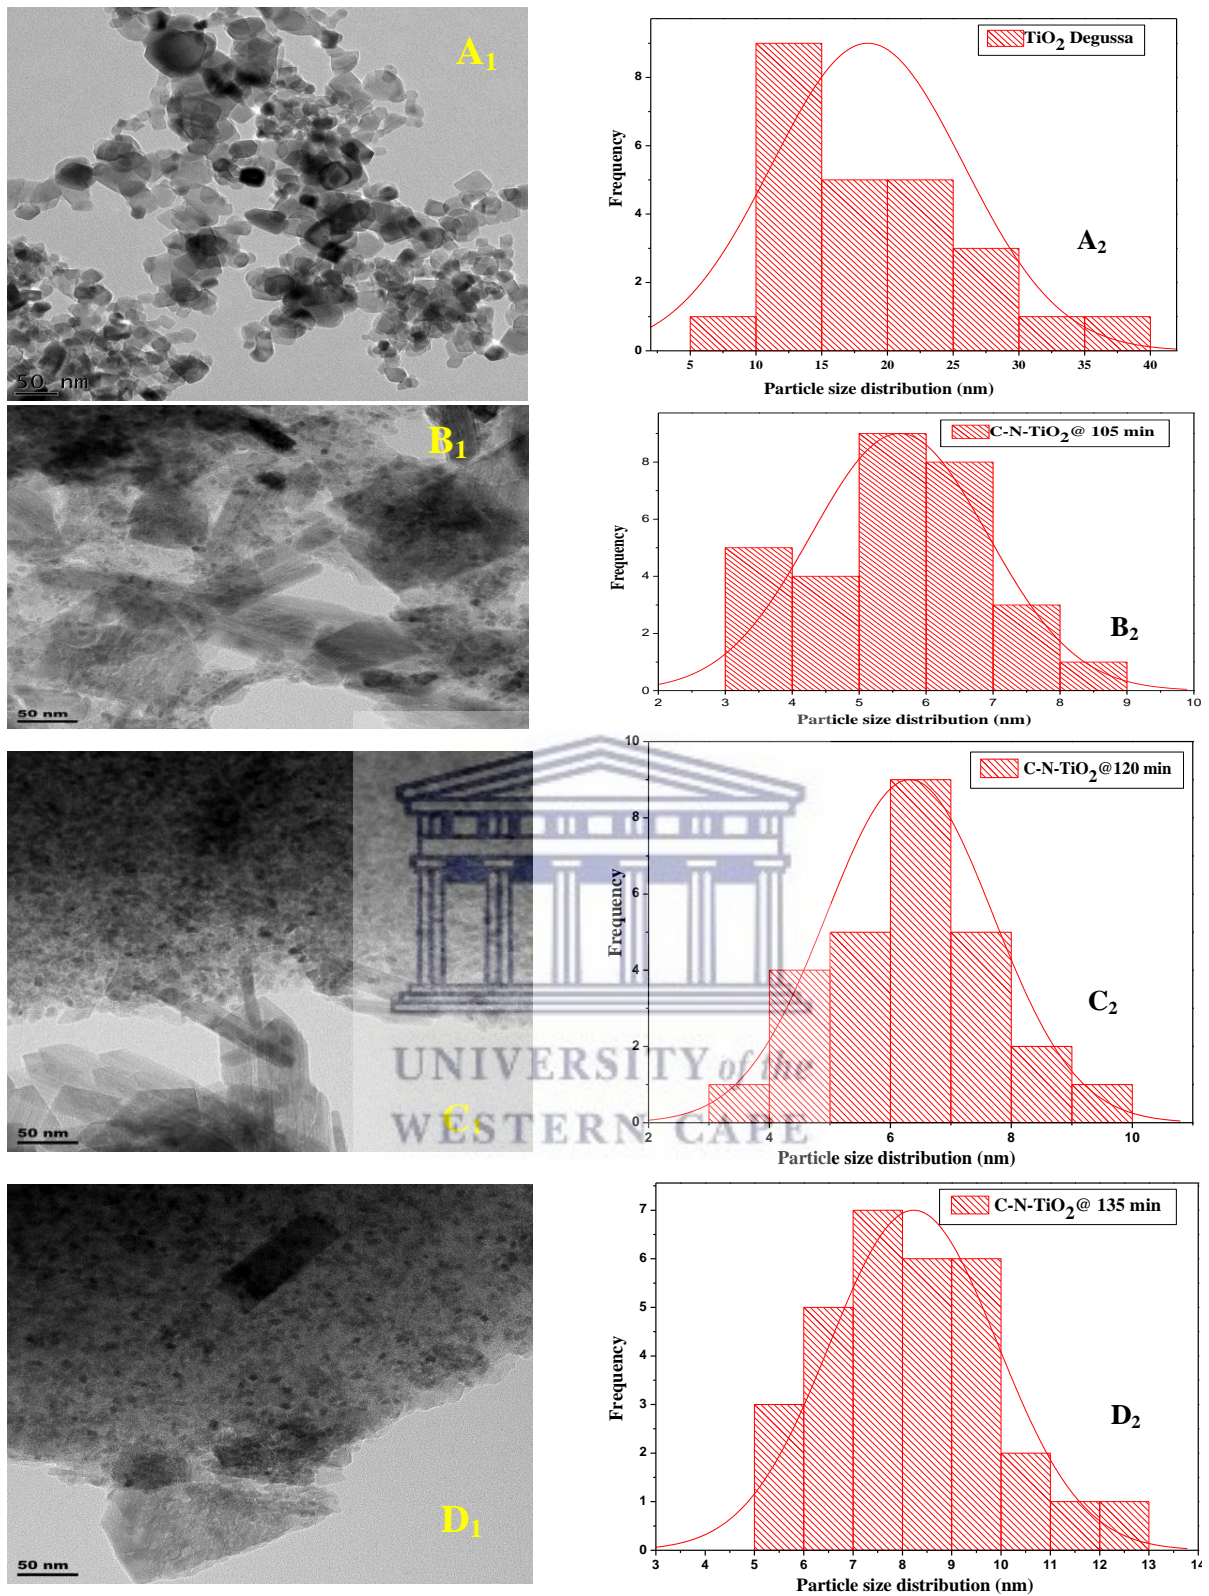 A1
50 nm
TiO2 Degussa
Frequency
8
6
4
2
0
A2
5 10 15 20 25 30 35 40
Particle size distribution (nm)
B1
50 nm
C-N-TiO2@ 105 min
Frequency
8
6
4
2
0
B2
2 3 4 5 6 7 8 9 10
Particle size distribution (nm)
C1
50 nm
C-N-TiO2@120 min
Frequency
10
8
6
4
2
0
C2
2 4 6 8 10
Particle size distribution (nm)
UNIVERSITY of the
WESTERN CAPE
D1
50 nm
C-N-TiO2@ 135 min
Frequency
7
6
5
4
3
2
1
0
D2
3 4 5 6 7 8 9 10 11 12 13 14
Particle size distribution (nm)